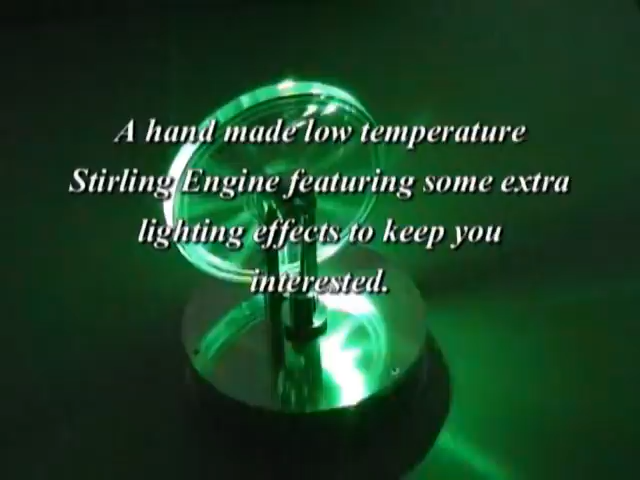 A hand made low temperature
Stirling Engine featuring some extra
lighting effects to keep you
interested.